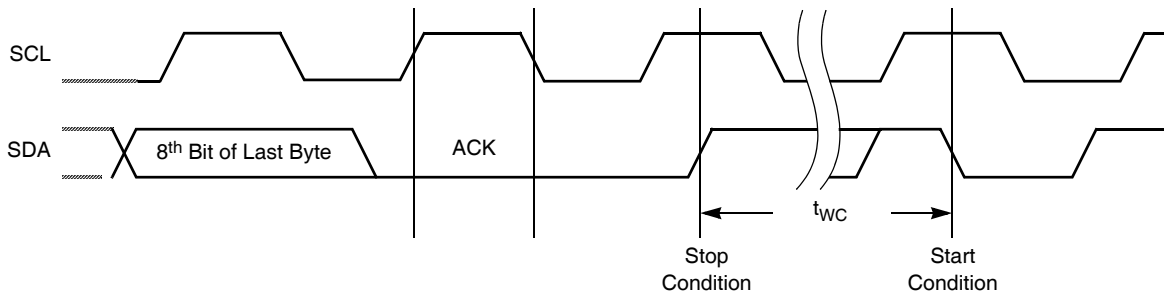 SCL
SDA
8th Bit of Last Byte
ACK
tWC
Stop
Condition
Start
Condition